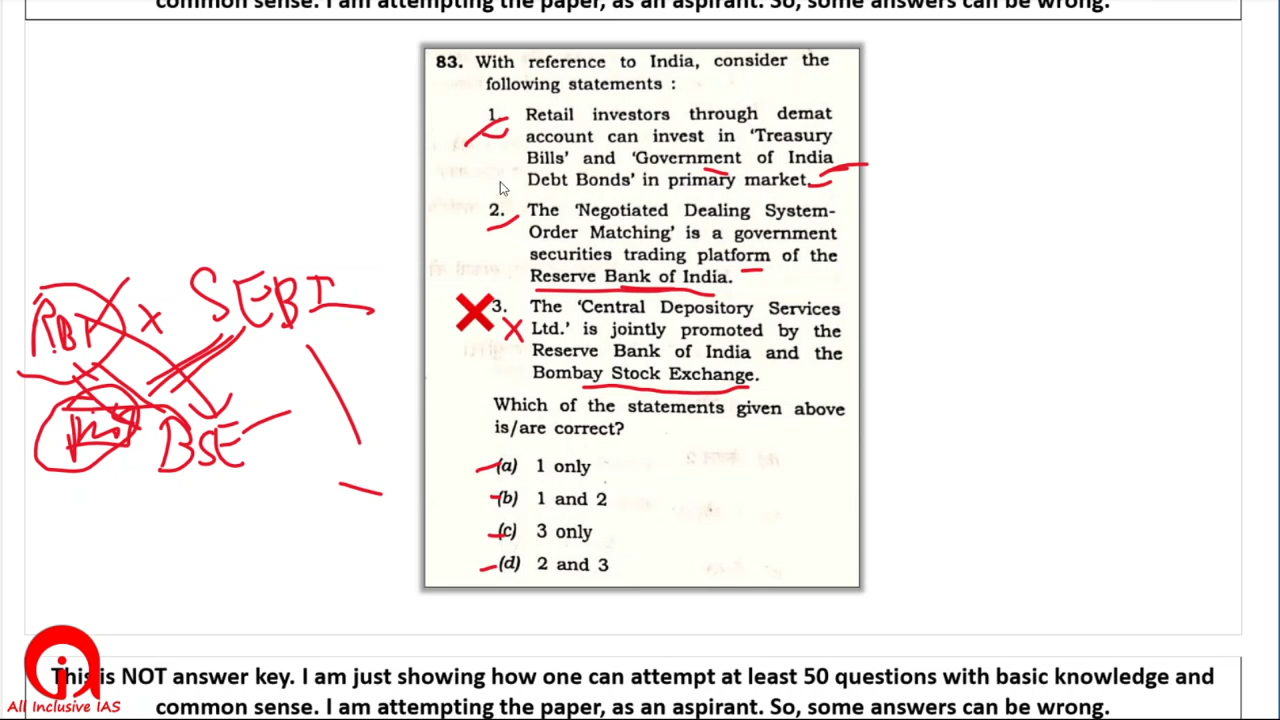 common sense. I am attempting the paper, as an aspirant. So, some answers can be wrong.
83. With reference to India, consider the
following statements :
1. Retail investors through demat
account can invest in 'Treasury
Bills' and 'Government of India
Debt Bonds' in primary market.
2. The 'Negotiated Dealing System-
Order Matching' is a government
securities trading platform of the
Reserve Bank of India.
3. The 'Central Depository Services
Ltd.' is jointly promoted by the
Reserve Bank of India and the
Bombay Stock Exchange.
Which of the statements given above
is/are correct?
(a) 1 only
(b) 1 and 2
(c) 3 only
(d) 2 and 3
RBI
SEBI
BSE
This is NOT answer key. I am just showing how one can attempt at least 50 questions with basic knowledge and
common sense. I am attempting the paper, as an aspirant. So, some answers can be wrong.
All Inclusive IAS